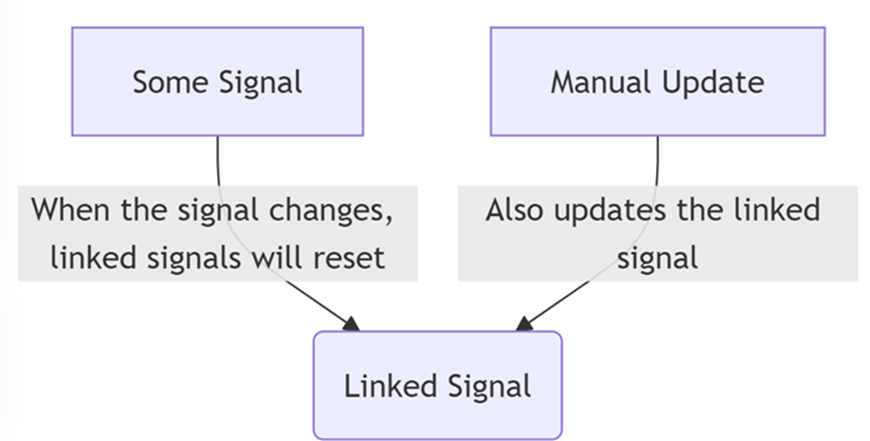 Some Signal
Manual Update
When the signal changes,
linked signals will reset
Also updates the linked
signal
Linked Signal